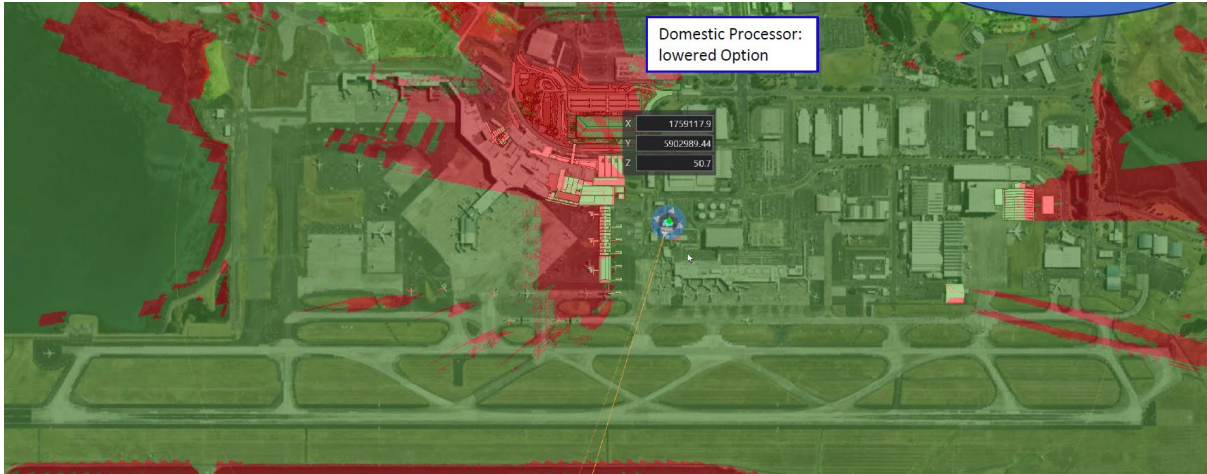 Domestic Processor:
lowered Option
X 1759117.9
Y 5902989.44
Z 50.7